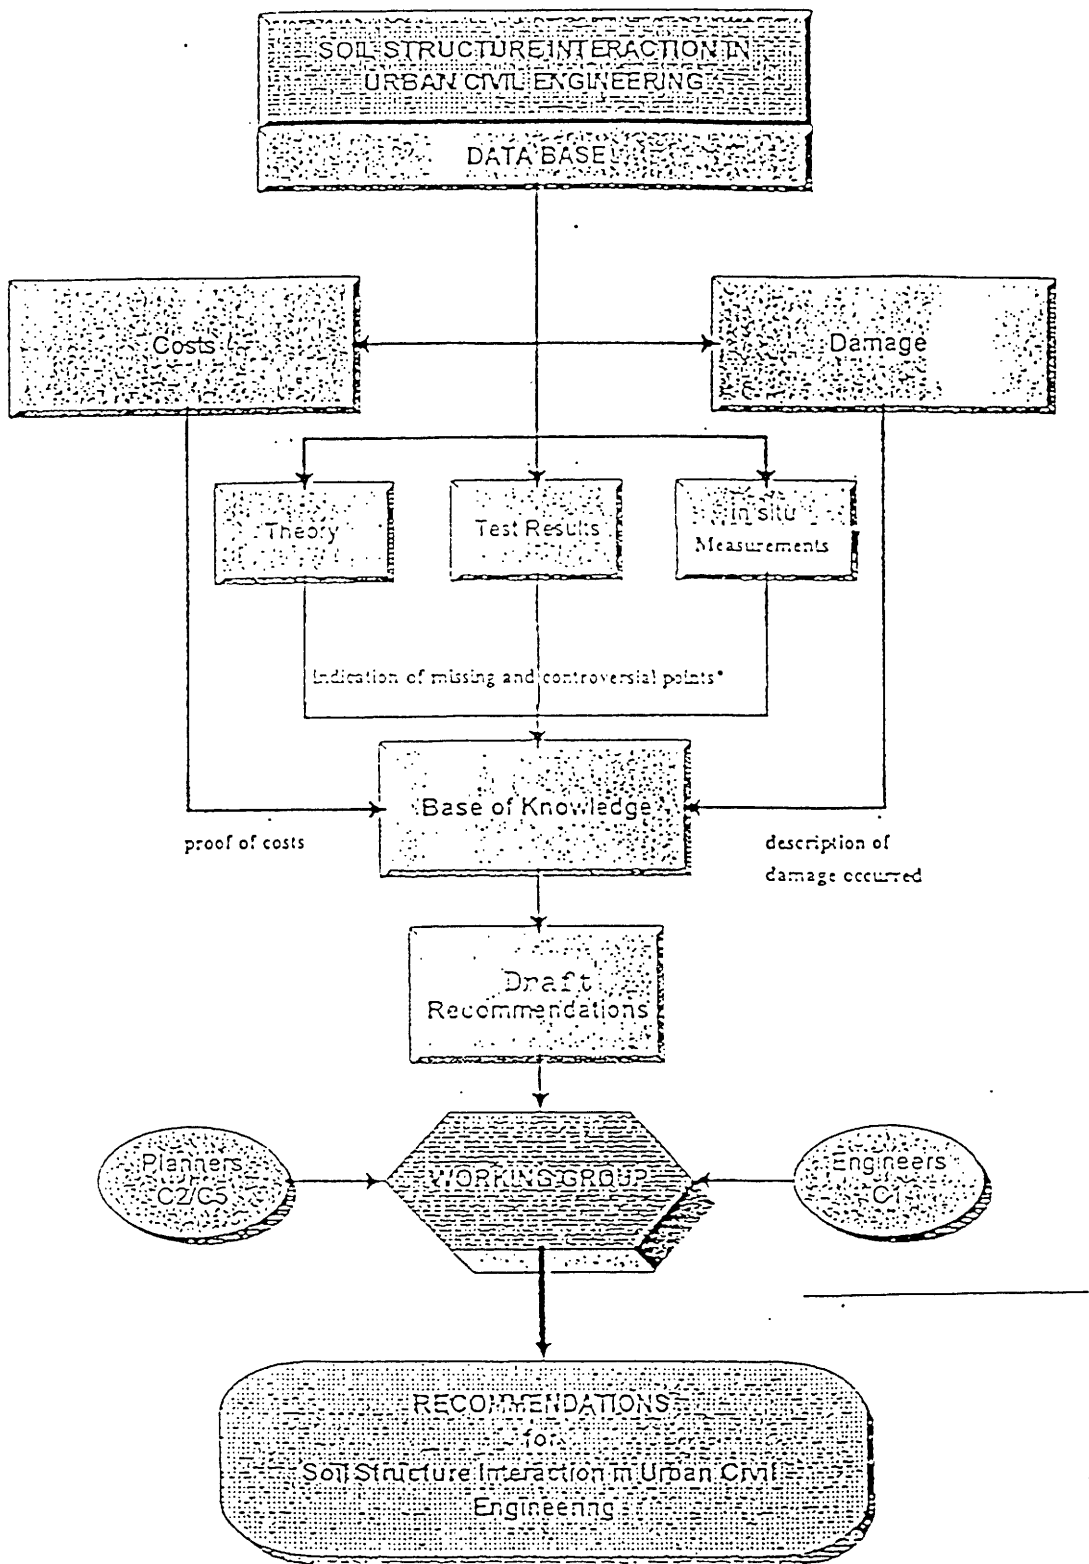 SOIL STRUCTURE INTERACTION IN
URBAN CIVIL ENGINEERING
DATA BASE
Costs
Damage
Theory
Test Results
In situ
Measurements
indication of missing and controversial points*
Base of Knowledge
proof of costs
description of
damage occurred
Draft
Recommendations
Planners
C2/C5
WORKING GROUP
Engineers
C1
RECOMMENDATIONS
for
Soil Structure Interaction in Urban Civil
Engineering